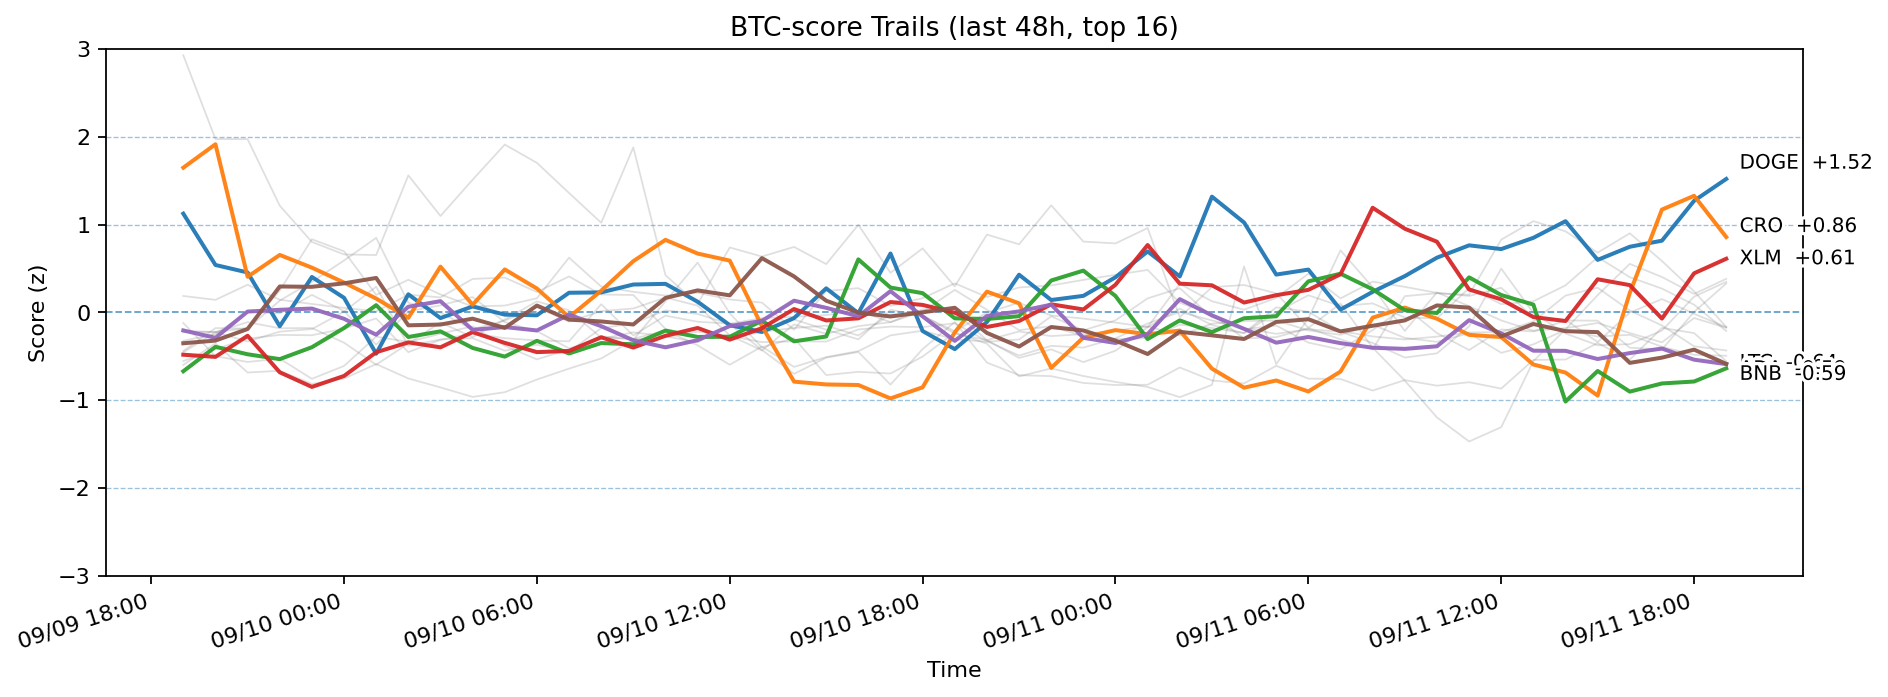 BTC-score Trails (last 48h, top 16)
3
2
1
0
−1
−2
−3
Score (z)
DOGE +1.52
CRO +0.86
XLM +0.61
BNB -0.59
09/09 18:00
09/10 00:00
09/10 06:00
09/10 12:00
09/10 18:00
09/11 00:00
09/11 06:00
09/11 12:00
09/11 18:00
Time